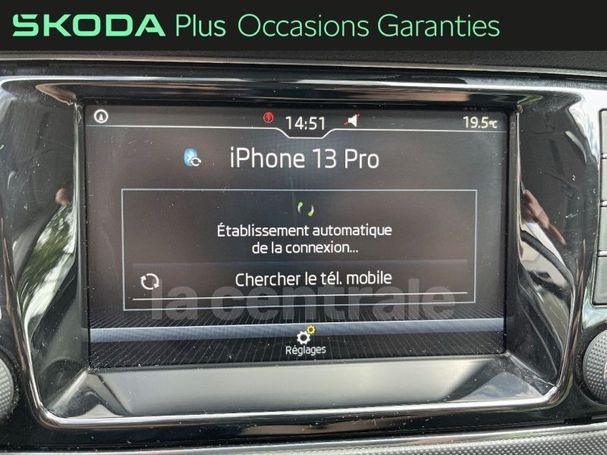 SKODA Plus Occasions Garanties
14:51
19.5°C
iPhone 13 Pro
Établissement automatique
de la connexion...
Chercher le tél. mobile
la centrale
Réglages